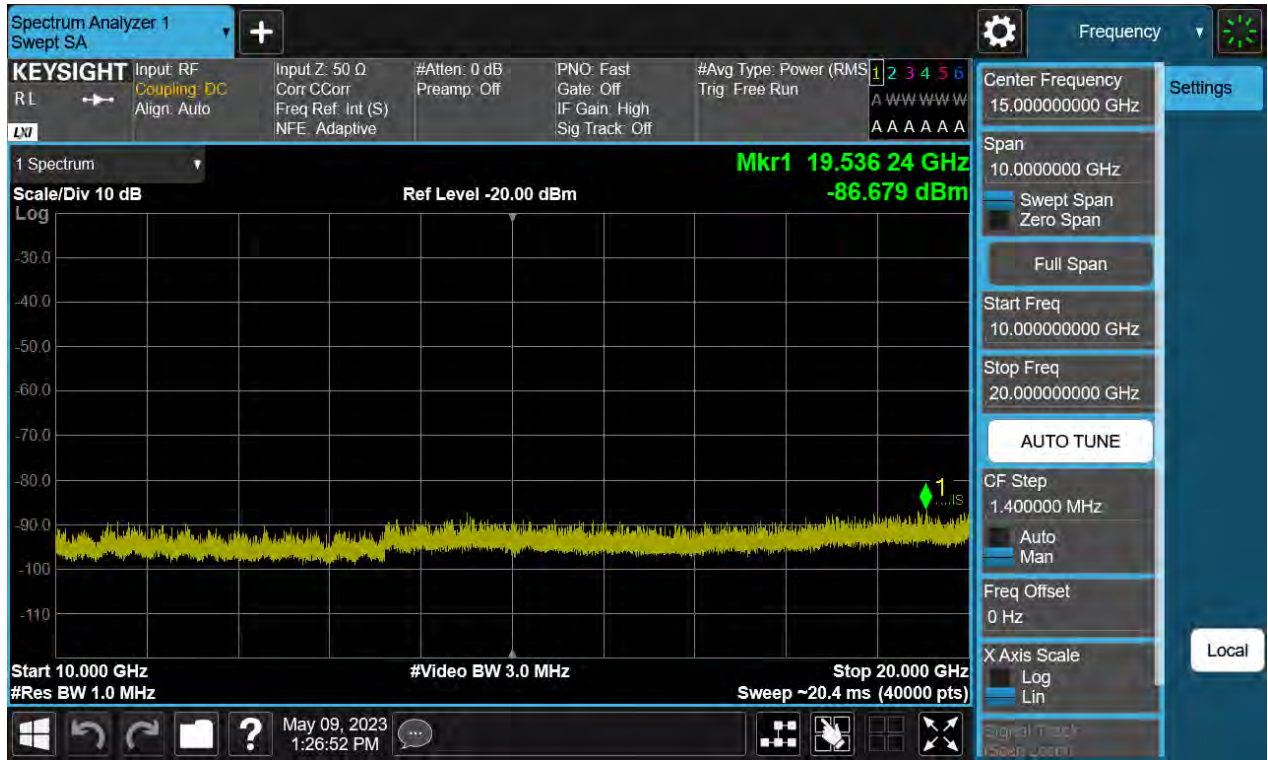 Spectrum Analyzer 1
Swept SA
Frequency
KEYSIGHT
RL
LXI
Input: RF
Coupling: DC
Align: Auto
Input Z: 50 Ω
Corr CCorr
Freq Ref: Int (S)
NFE: Adaptive
#Atten: 0 dB
Preamp: Off
PNO: Fast
Gate: Off
IF Gain: High
Sig Track: Off
#Avg Type: Power (RMS
Trig: Free Run
1 2 3 4 5 6
A W W W W W
A A A A A A
1 Spectrum
Mkr1 19.536 24 GHz
Scale/Div 10 dB
Ref Level -20.00 dBm
-86.679 dBm
Log
-30.0
-40.0
-50.0
-60.0
-70.0
-80.0
-90.0
-100
-110
1
Start 10.000 GHz
#Video BW 3.0 MHz
Stop 20.000 GHz
#Res BW 1.0 MHz
Sweep ~20.4 ms (40000 pts)
May 09, 2023
1:26:52 PM
Center Frequency
15.000000000 GHz
Settings
Span
10.0000000 GHz
Swept Span
Zero Span
Full Span
Start Freq
10.000000000 GHz
Stop Freq
20.000000000 GHz
AUTO TUNE
CF Step
1.400000 MHz
Auto
Man
Freq Offset
0 Hz
X Axis Scale
Log
Lin
Local
Signal Track
(Span Zoom)